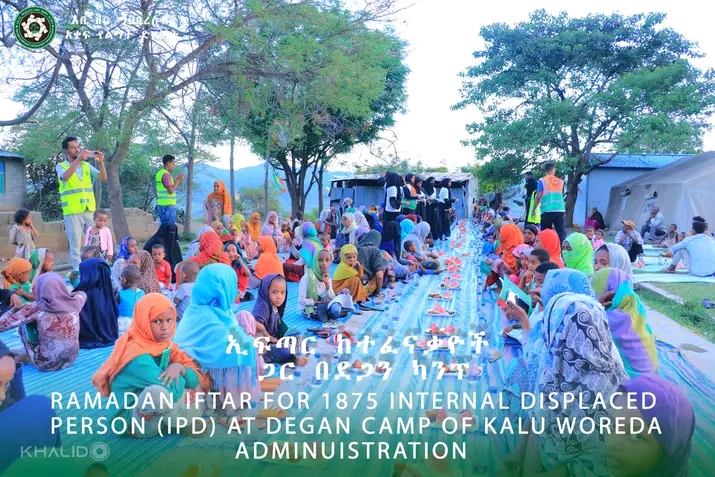 ኢፍጣር ከተፈናቃዮች
ጋር በደጋን ካንፕ
RAMADAN IFTAR FOR 1875 INTERNAL DISPLACED
PERSON (IPD) AT DEGAN CAMP OF KALU WOREDA
ADMINUISTRATION
KHALID